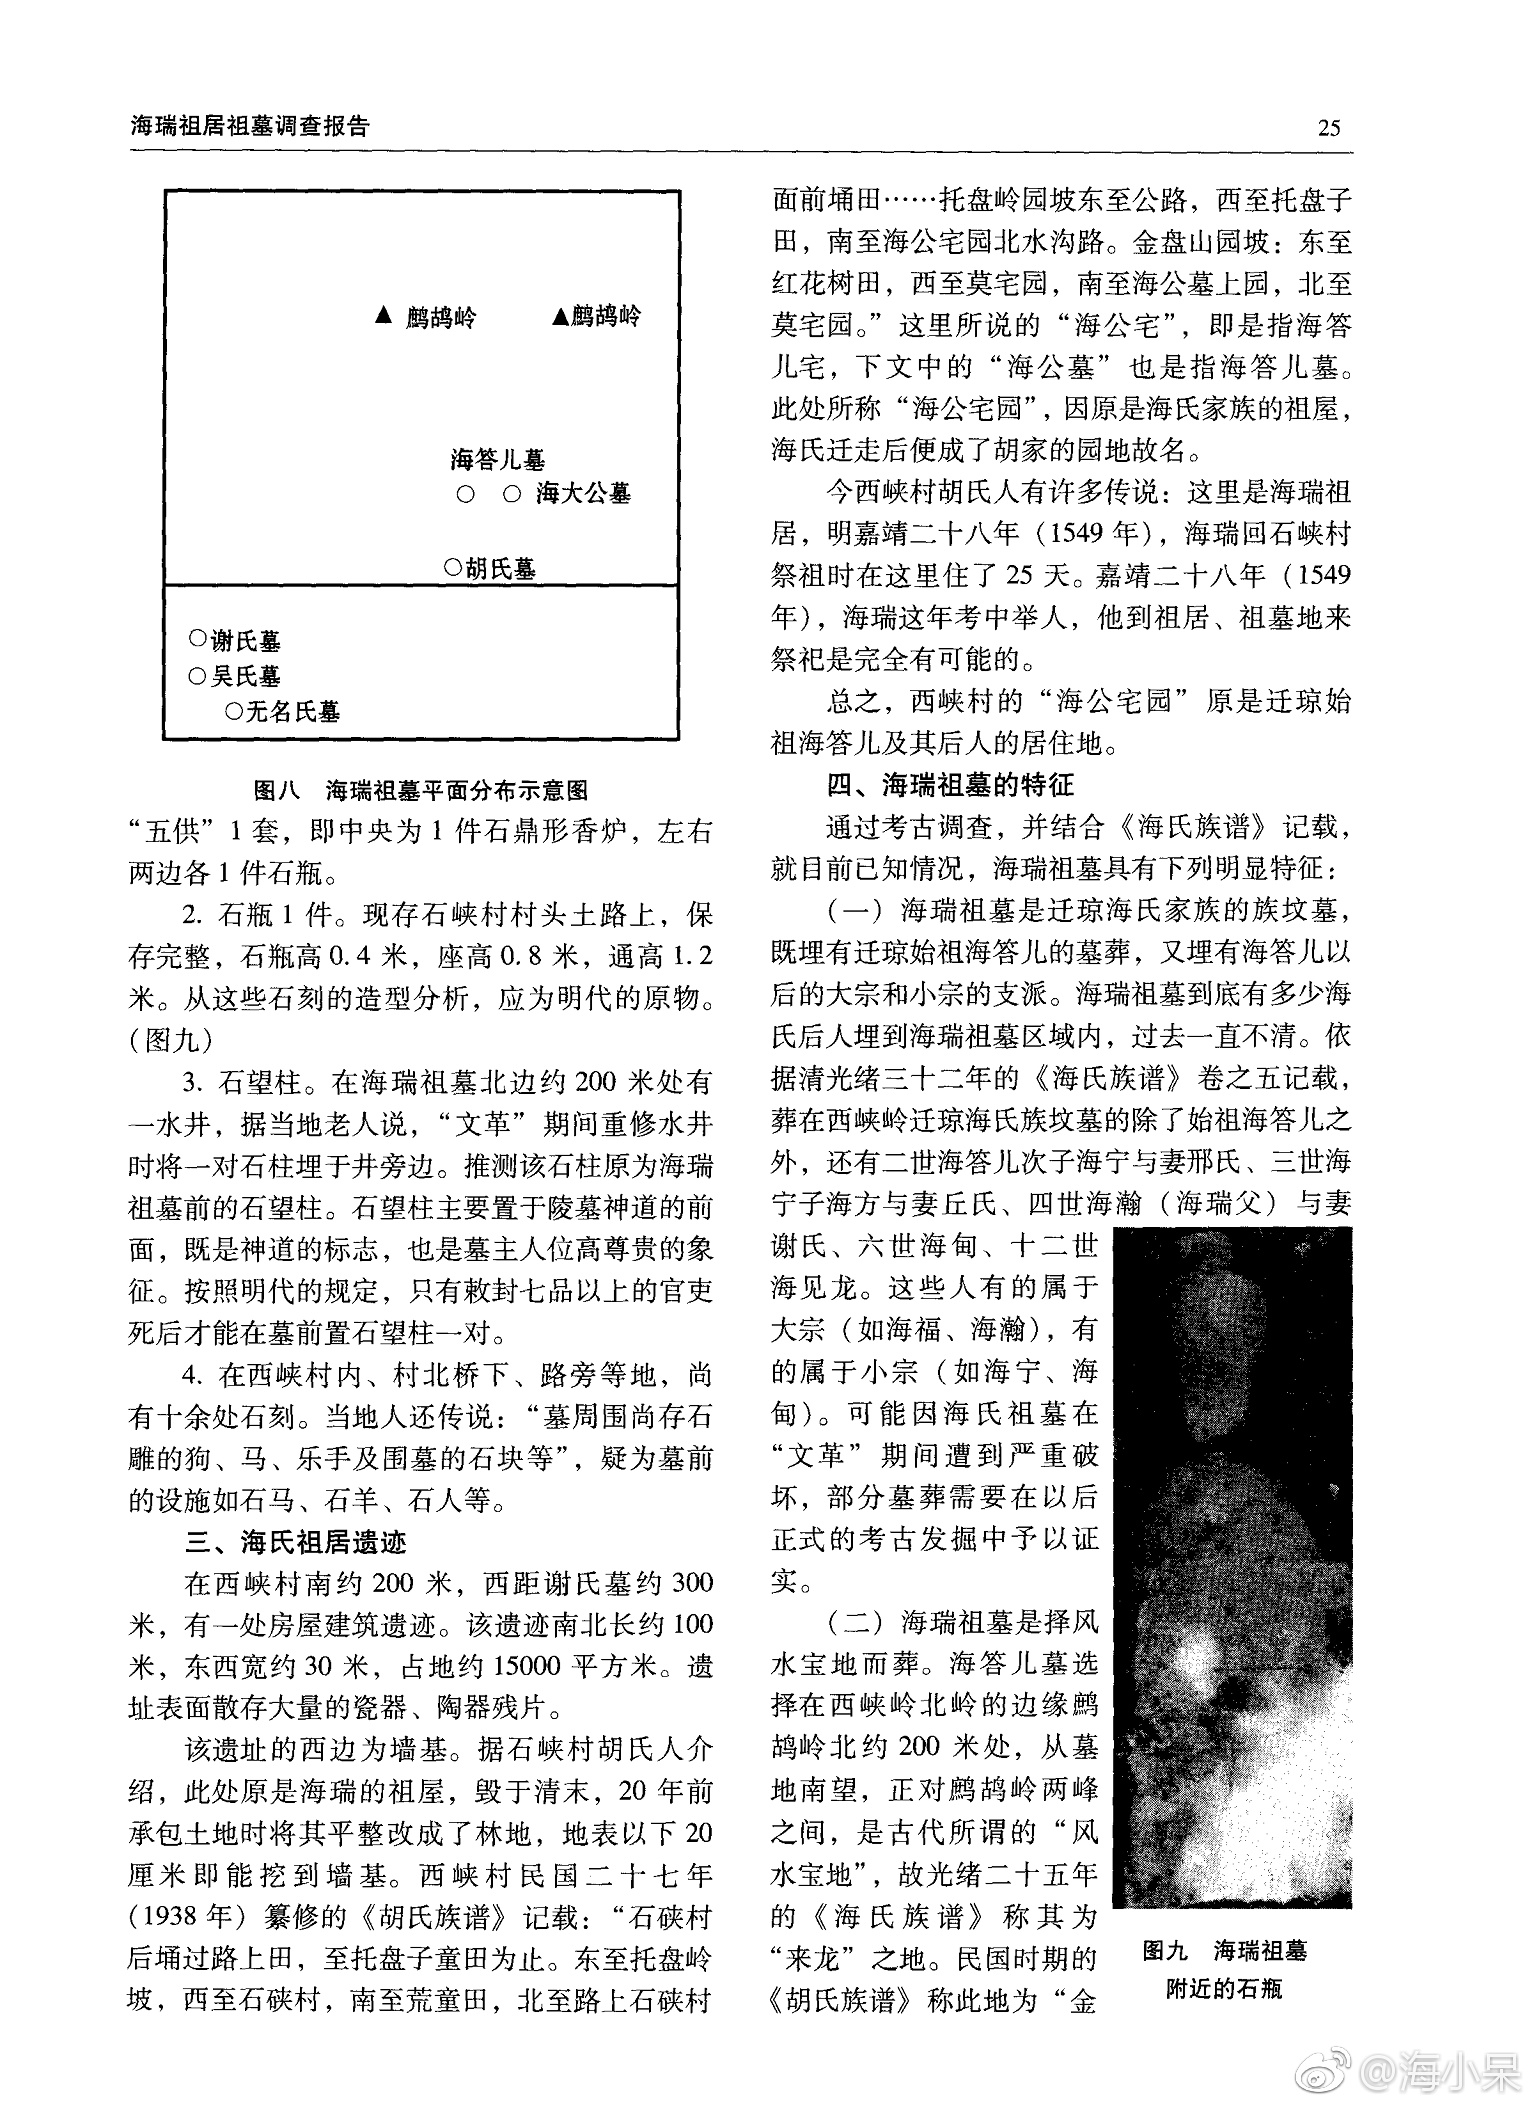 海瑞祖居祖墓调查报告
25
▲ 鹧鸪岭
▲鹧鸪岭
海答儿墓
○ ○ 海大公墓
○胡氏墓
○谢氏墓
○吴氏墓
○无名氏墓
图八 海瑞祖墓平面分布示意图
“五供”1 套，即中央为 1 件石鼎形香炉，左右
两边各 1 件石瓶。
2. 石瓶 1 件。现存石峡村村头土路上，保
存完整，石瓶高 0.4 米，座高 0.8 米，通高 1.2
米。从这些石刻的造型分析，应为明代的原物。
（图九）
3. 石望柱。在海瑞祖墓北边约 200 米处有
一水井，据当地老人说，“文革”期间重修水井
时将一对石柱埋于井旁边。推测该石柱原为海瑞
祖墓前的石望柱。石望柱主要置于陵墓神道的前
面，既是神道的标志，也是墓主人位高尊贵的象
征。按照明代的规定，只有敕封七品以上的官吏
死后才能在墓前置石望柱一对。
4. 在西峡村内、村北桥下、路旁等地，尚
有十余处石刻。当地人还传说：“墓周围尚存石
雕的狗、马、乐手及围墓的石块等”，疑为墓前
的设施如石马、石羊、石人等。
三、海氏祖居遗迹
在西峡村南约 200 米，西距谢氏墓约 300
米，有一处房屋建筑遗迹。该遗迹南北长约 100
米，东西宽约 30 米，占地约 15000 平方米。遗
址表面散存大量的瓷器、陶器残片。
该遗址的西边为墙基。据石峡村胡氏人介
绍，此处原是海瑞的祖屋，毁于清末，20 年前
承包土地时将其平整改成了林地，地表以下 20
厘米即能挖到墙基。西峡村民国二十七年
（1938 年）纂修的《胡氏族谱》记载：“石硖村
后埇过路上田，至托盘子童田为止。东至托盘岭
坡，西至石硖村，南至荒童田，北至路上石硖村
面前埇田……托盘岭园坡东至公路，西至托盘子
田，南至海公宅园北水沟路。金盘山园坡：东至
红花树田，西至莫宅园，南至海公墓上园，北至
莫宅园。”这里所说的“海公宅”，即是指海答
儿宅，下文中的“海公墓”也是指海答儿墓。
此处所称“海公宅园”，因原是海氏家族的祖屋，
海氏迁走后便成了胡家的园地故名。
今西峡村胡氏人有许多传说：这里是海瑞祖
居，明嘉靖二十八年（1549 年），海瑞回石峡村
祭祖时在这里住了 25 天。嘉靖二十八年（1549
年），海瑞这年考中举人，他到祖居、祖墓地来
祭祀是完全有可能的。
总之，西峡村的“海公宅园”原是迁琼始
祖海答儿及其后人的居住地。
四、海瑞祖墓的特征
通过考古调查，并结合《海氏族谱》记载，
就目前已知情况，海瑞祖墓具有下列明显特征：
（一）海瑞祖墓是迁琼海氏家族的族坟墓，
既埋有迁琼始祖海答儿的墓葬，又埋有海答儿以
后的大宗和小宗的支派。海瑞祖墓到底有多少海
氏后人埋到海瑞祖墓区域内，过去一直不清。依
据清光绪三十二年的《海氏族谱》卷之五记载，
葬在西峡岭迁琼海氏族坟墓的除了始祖海答儿之
外，还有二世海答儿次子海宁与妻邢氏、三世海
宁子海方与妻丘氏、四世海瀚（海瑞父）与妻
谢氏、六世海甸、十二世
海见龙。这些人有的属于
大宗（如海福、海瀚），有
的属于小宗（如海宁、海
甸）。可能因海氏祖墓在
“文革”期间遭到严重破
坏，部分墓葬需要在以后
正式的考古发掘中予以证
实。
（二）海瑞祖墓是择风
水宝地而葬。海答儿墓选
择在西峡岭北岭的边缘鹧
鸪岭北约 200 米处，从墓
地南望，正对鹧鸪岭两峰
之间，是古代所谓的“风
水宝地”，故光绪二十五年
的《海氏族谱》称其为
“来龙”之地。民国时期的
《胡氏族谱》称此地为“金
图九 海瑞祖墓
附近的石瓶
@海小呆